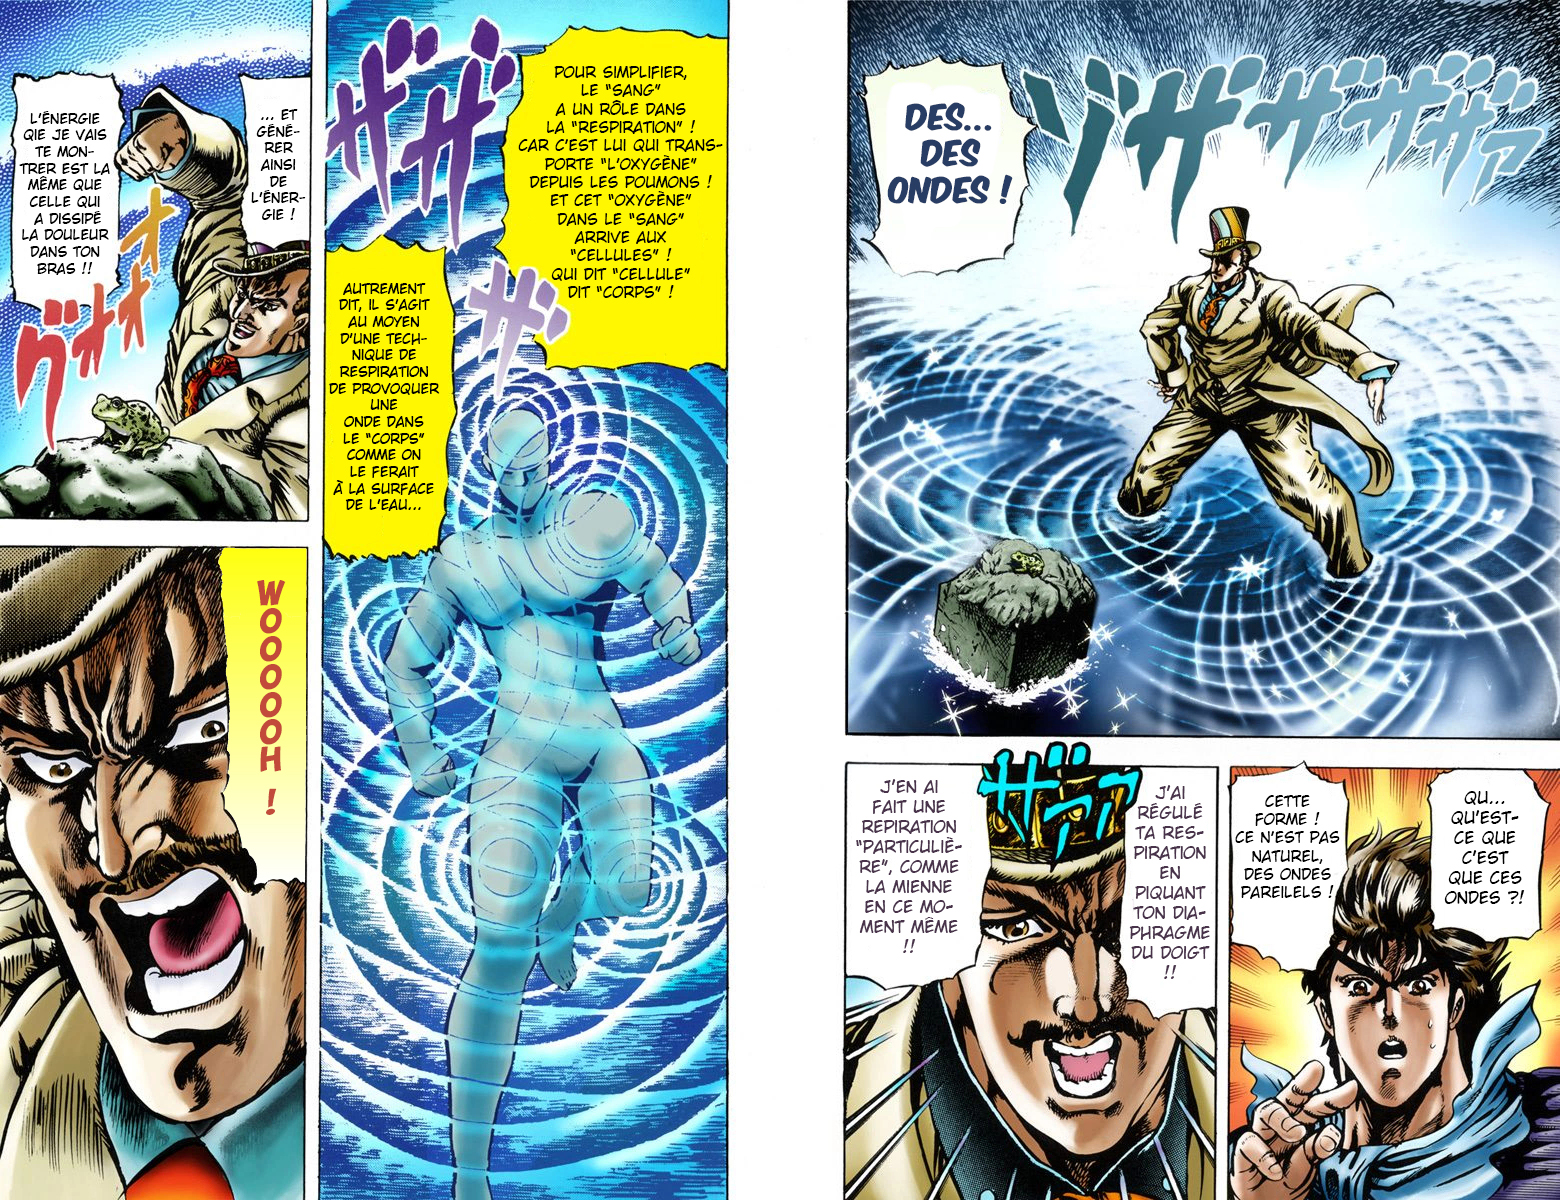 DES...
DES
ONDES !
ゾザザザザァ
QU...
QU'EST-
CE QUE
C'EST
QUE CES
ONDES ?!
CETTE
FORME !
CE N'EST PAS
NATUREL,
DES ONDES
PAREILELS !
J'AI
RÉGULÉ
TA RES-
PIRATION
EN
PIQUANT
TON DIA-
PHRAGME
DU DOIGT
!!
ザァァ
J'EN AI
FAIT UNE
REPIRATION
“PARTICULIÈ-
RE”, COMME
LA MIENNE
EN CE MO-
MENT MÊME
!!
POUR SIMPLIFIER,
LE “SANG”
A UN RÔLE DANS
LA “RESPIRATION” !
CAR C'EST LUI QUI TRANS-
PORTE “L'OXYGÈNE”
DEPUIS LES POUMONS !
ET CET “OXYGÈNE”
DANS LE “SANG”
ARRIVE AUX
“CELLULES” !
QUI DIT “CELLULE”
DIT “CORPS” !
ザザ
ザ
AUTREMENT
DIT, IL S'AGIT
AU MOYEN
D'UNE TECH-
NIQUE DE
RESPIRATION
DE PROVOQUER
UNE
ONDE DANS
LE “CORPS”
COMME ON
LE FERAIT
À LA SURFACE
DE L'EAU...
... ET
GÉNÉ-
RER
AINSI
DE
L'ÉNER-
GIE !
L'ÉNERGIE
QIE JE VAIS
TE MON-
TRER EST LA
MÊME QUE
CELLE QUI
A DISSIPÉ
LA DOULEUR
DANS TON
BRAS !!
グオオオオ
WOOOOOH !